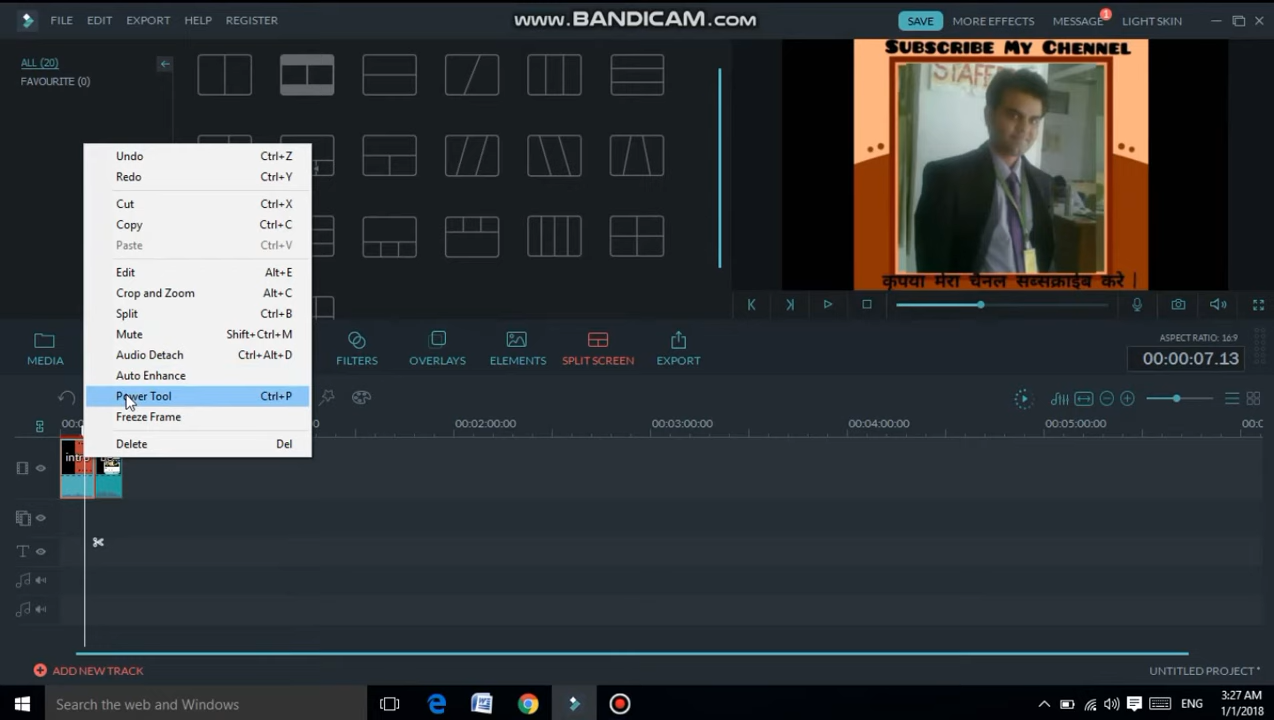 FILE EDIT EXPORT HELP REGISTER
www.BANDICAM.com
SAVE MORE EFFECTS MESSAGE 1 LIGHT SKIN
ALL (20)
FAVOURITE (0)
SUBSCRIBE MY CHENNEL
STAFF
कृपया मेरा चैनल सब्सक्राईब करे |
Undo Ctrl+Z
Redo Ctrl+Y
Cut Ctrl+X
Copy Ctrl+C
Paste Ctrl+V
Edit Alt+E
Crop and Zoom Alt+C
Split Ctrl+B
Mute Shift+Ctrl+M
Audio Detach Ctrl+Alt+D
Auto Enhance
Power Tool Ctrl+P
Freeze Frame
Delete Del
MEDIA FILTERS OVERLAYS ELEMENTS SPLIT SCREEN EXPORT
ASPECT RATIO: 16:9
00:00:07.13
00:02:00:00 00:03:00:00 00:04:00:00 00:05:00:00
ADD NEW TRACK
UNTITLED PROJECT *
Search the web and Windows
ENG
3:27 AM
1/1/2018